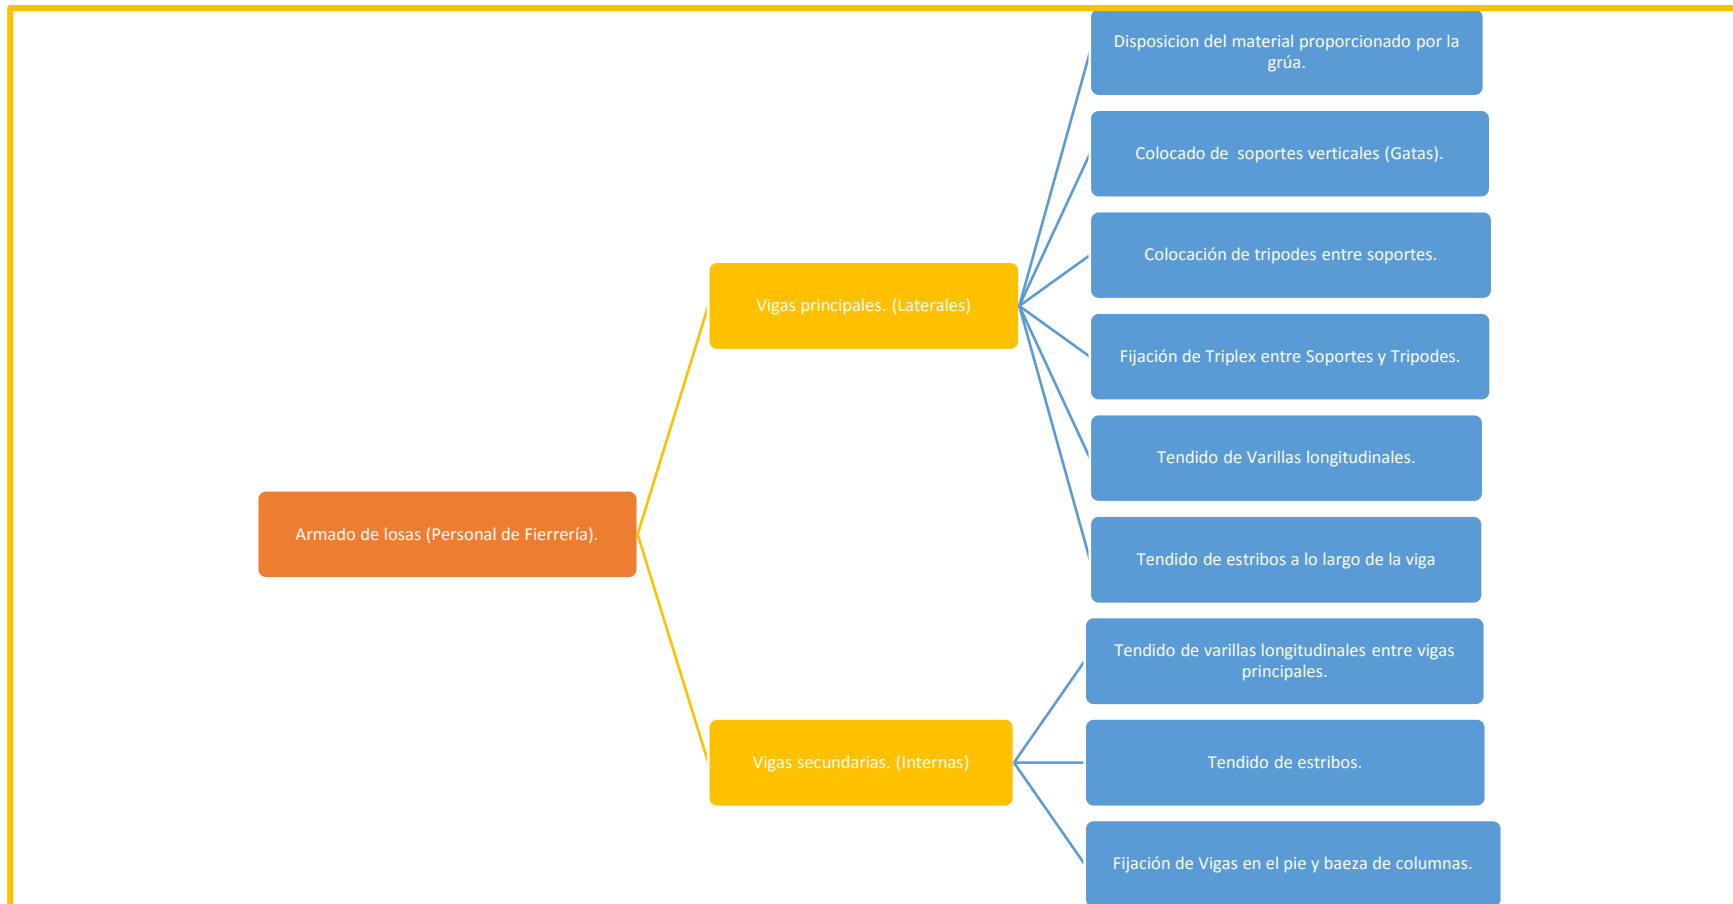 Disposicion del material proporcionado por la
grúa.
Colocado de  soportes verticales (Gatas).
Colocación de tripodes entre soportes.
Vigas principales. (Laterales)
Fijación de Triplex entre Soportes y Tripodes.
Tendido de Varillas longitudinales.
Armado de losas (Personal de Fierrería).
Tendido de estribos a lo largo de la viga
Tendido de varillas longitudinales entre vigas
principales.
Vigas secundarias. (Internas)
Tendido de estribos.
Fijación de Vigas en el pie y baeza de columnas.